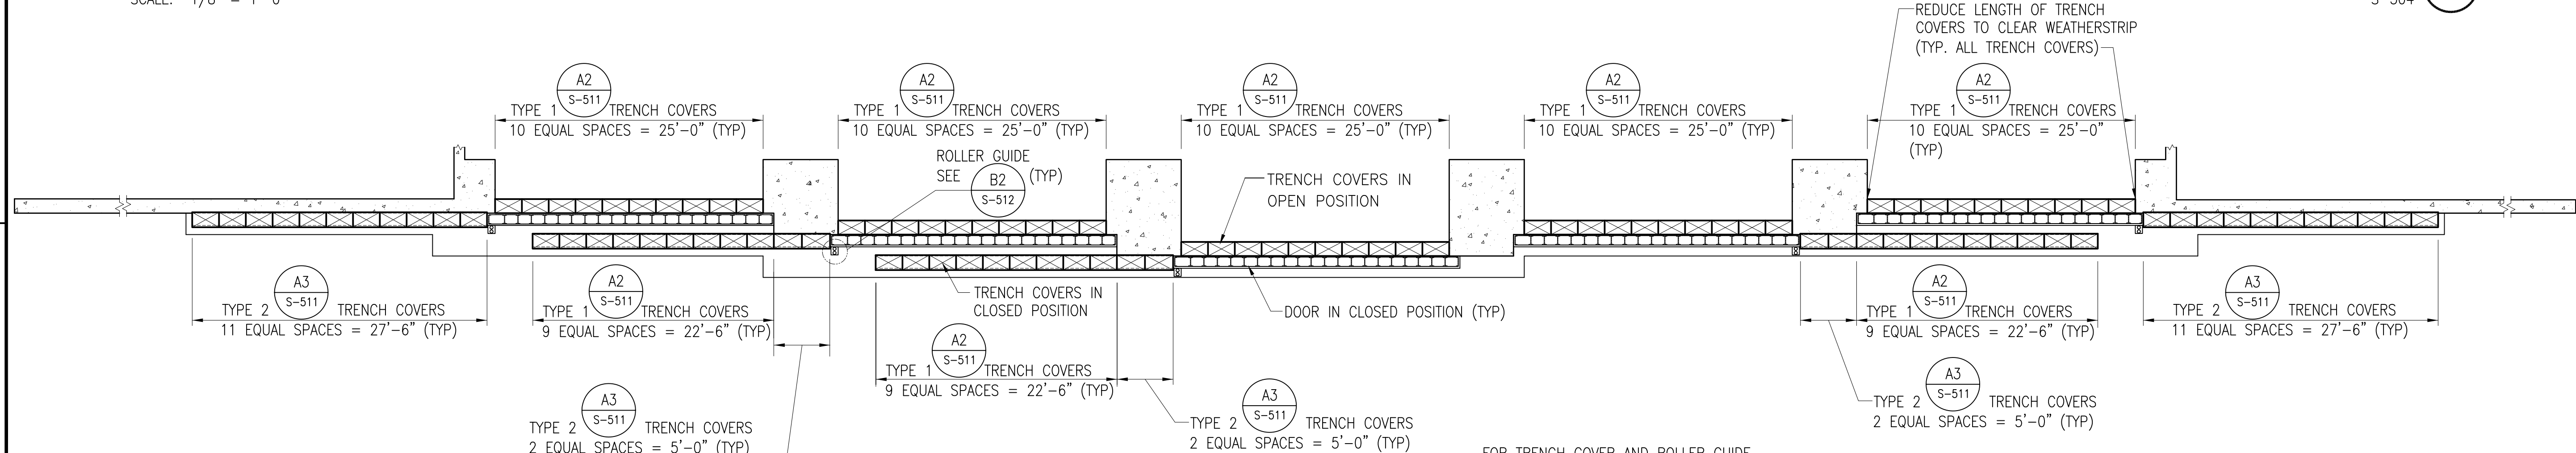 SCALE: 1/8" = 1'-0"
S-504
REDUCE LENGTH OF TRENCH
COVERS TO CLEAR WEATHERSTRIP
(TYP. ALL TRENCH COVERS)
A2
S-511
TYPE 1 TRENCH COVERS
10 EQUAL SPACES = 25'-0" (TYP)
A2
S-511
TYPE 1 TRENCH COVERS
10 EQUAL SPACES = 25'-0" (TYP)
A2
S-511
TYPE 1 TRENCH COVERS
10 EQUAL SPACES = 25'-0" (TYP)
A2
S-511
TYPE 1 TRENCH COVERS
10 EQUAL SPACES = 25'-0" (TYP)
A2
S-511
TYPE 1 TRENCH COVERS
10 EQUAL SPACES = 25'-0"
(TYP)
ROLLER GUIDE
SEE B2 (TYP)
S-512
TRENCH COVERS IN
OPEN POSITION
A3
S-511
TYPE 2 TRENCH COVERS
11 EQUAL SPACES = 27'-6" (TYP)
A2
S-511
TYPE 1 TRENCH COVERS
9 EQUAL SPACES = 22'-6" (TYP)
TRENCH COVERS IN
CLOSED POSITION
DOOR IN CLOSED POSITION (TYP)
A2
S-511
TYPE 1 TRENCH COVERS
9 EQUAL SPACES = 22'-6" (TYP)
A3
S-511
TYPE 2 TRENCH COVERS
11 EQUAL SPACES = 27'-6" (TYP)
A2
S-511
TYPE 1 TRENCH COVERS
9 EQUAL SPACES = 22'-6" (TYP)
A3
S-511
TYPE 2 TRENCH COVERS
2 EQUAL SPACES = 5'-0" (TYP)
A3
S-511
TYPE 2 TRENCH COVERS
2 EQUAL SPACES = 5'-0" (TYP)
A3
S-511
TYPE 2 TRENCH COVERS
2 EQUAL SPACES = 5'-0" (TYP)
FOR TRENCH COVER AND ROLLER GUIDE